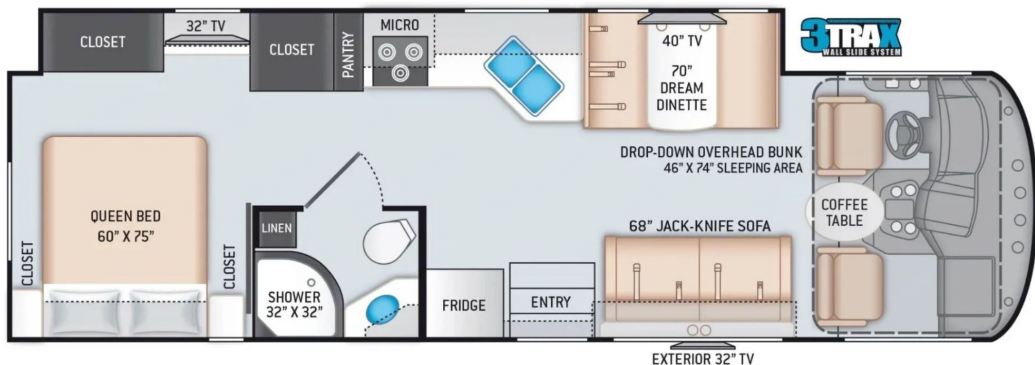 CLOSET
32" TV
CLOSET
PANTRY
MICRO
40" TV
70"
DREAM
DINETTE
3TRAX
WALL SLIDE SYSTEM
DROP-DOWN OVERHEAD BUNK
46" X 74" SLEEPING AREA
QUEEN BED
60" X 75"
CLOSET
CLOSET
LINEN
SHOWER
32" X 32"
FRIDGE
ENTRY
68" JACK-KNIFE SOFA
COFFEE
TABLE
EXTERIOR 32" TV